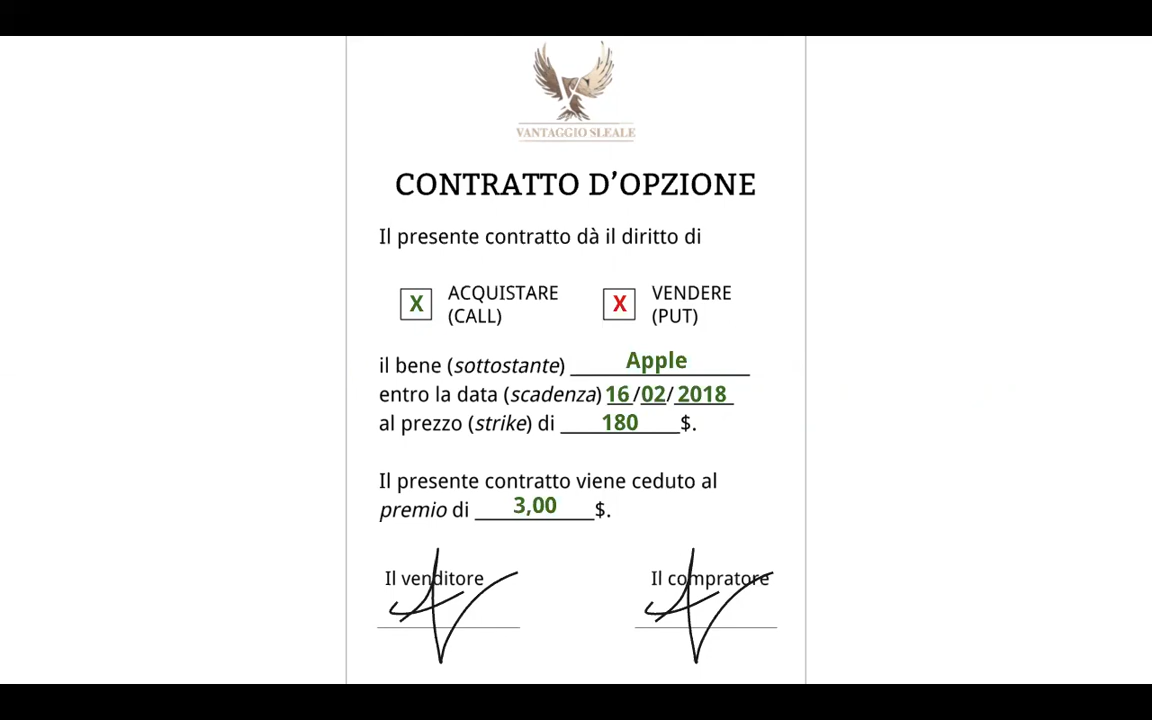 VANTAGGIO SLEALE
CONTRATTO D’OPZIONE
Il presente contratto dà il diritto di
X ACQUISTARE (CALL)
X VENDERE (PUT)
il bene (sottostante) Apple
entro la data (scadenza) 16/02/2018
al prezzo (strike) di 180 $.
Il presente contratto viene ceduto al
premio di 3,00 $.
Il venditore Il compratore